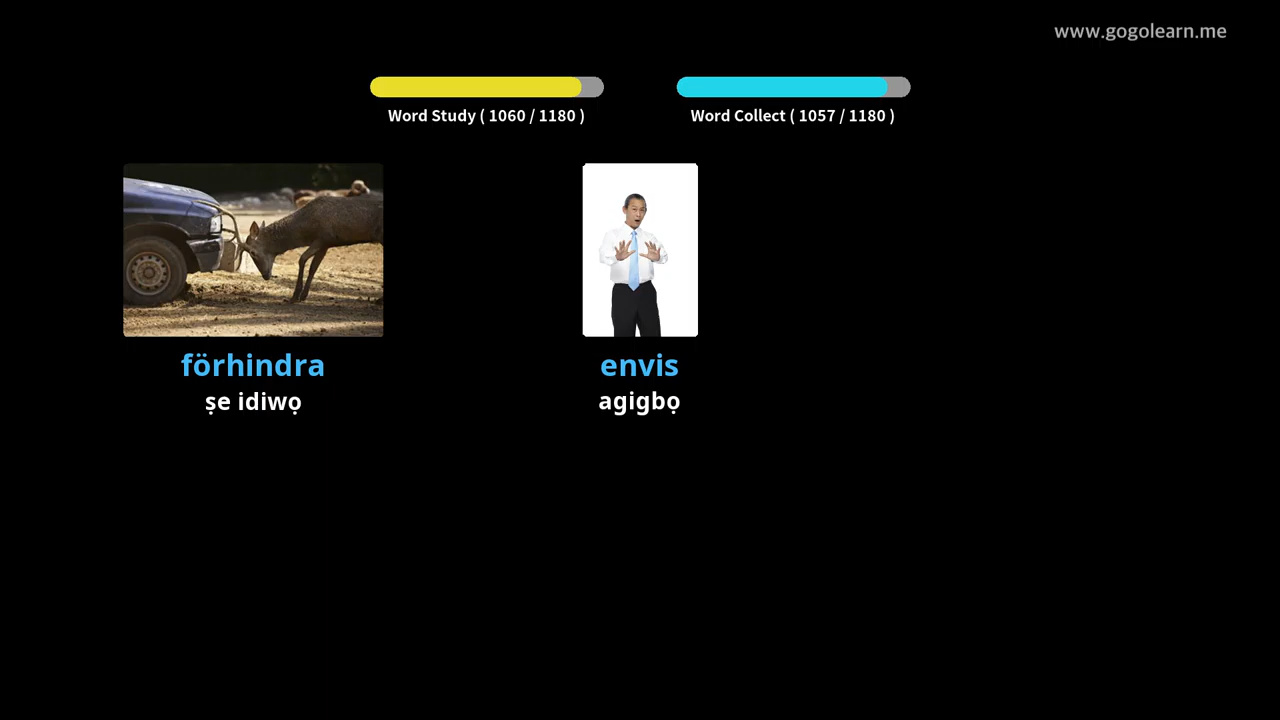 www.gogolearn.me
Word Study ( 1060 / 1180 )
Word Collect ( 1057 / 1180 )
förhindra
ṣe idiwọ
envis
agigbọ